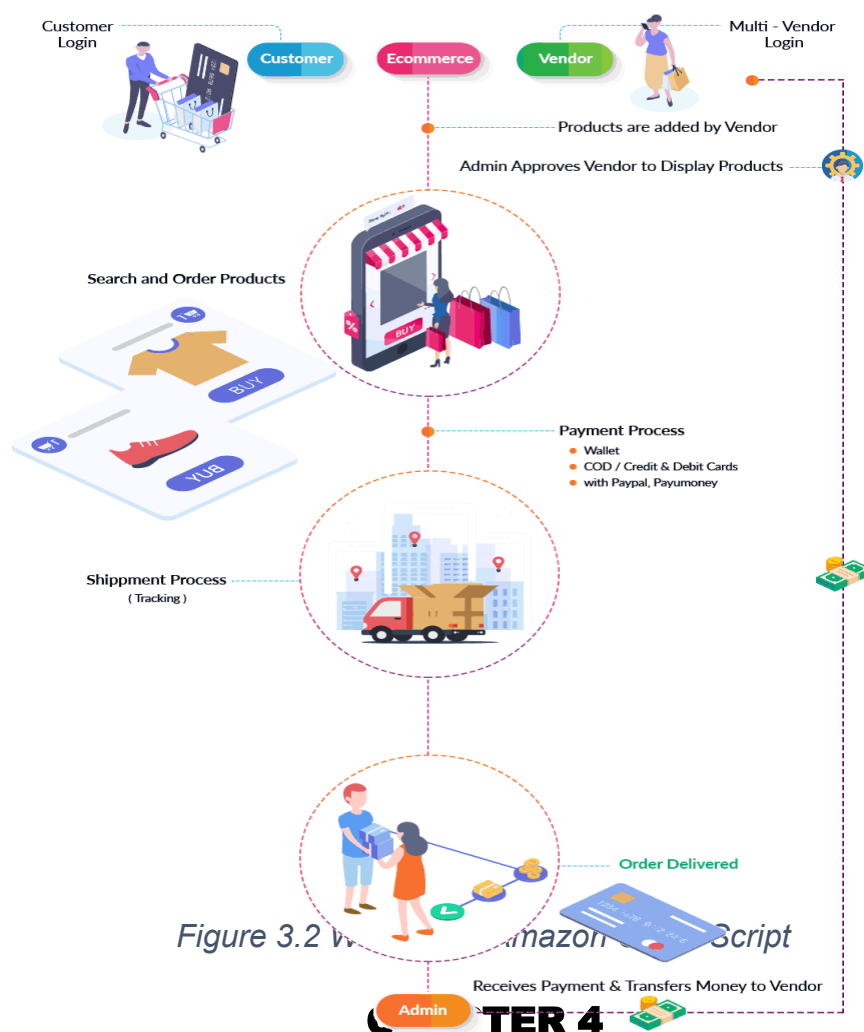 Customer
Login
Customer
Ecommerce
Vendor
Multi - Vendor
Login
Products are added by Vendor
Admin Approves Vendor to Display Products
Search and Order Products
%
BUY
BUY
BUY
Payment Process
Wallet
COD / Credit & Debit Cards
with Paypal, Payumoney
Shippment Process
( Tracking )
Order Delivered
Figure 3.2 Script
Receives Payment & Transfers Money to Vendor
Admin
TER 4